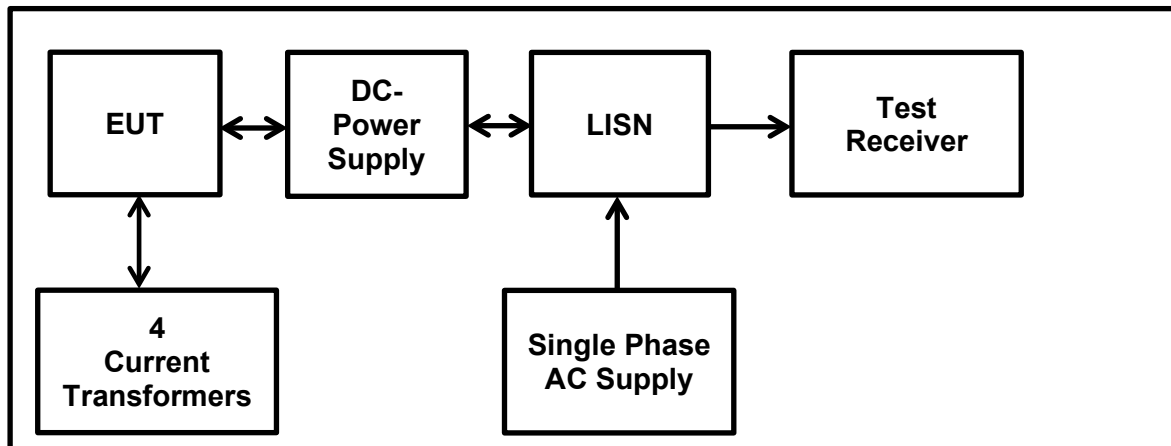 EUT
DC-
Power
Supply
LISN
Test
Receiver
4
Current
Transformers
Single Phase
AC Supply